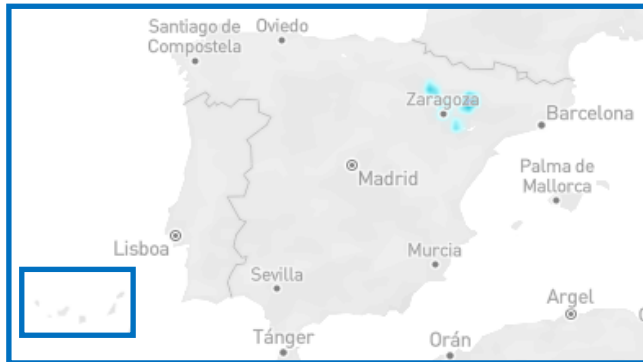 Santiago de
Compostela
Oviedo
Zaragoza
Barcelona
Madrid
Palma de
Mallorca
Lisboa
Murcia
Sevilla
Argel
Tánger
Orán